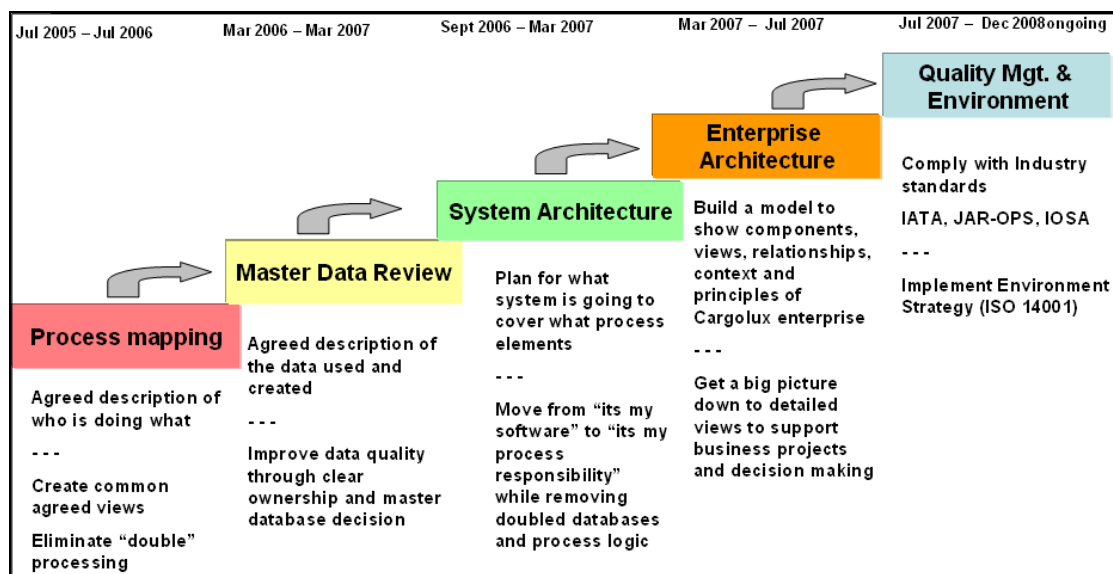 Jul 2005 – Jul 2006
Mar 2006 – Mar 2007
Sept 2006 – Mar 2007
Mar 2007 – Jul 2007
Jul 2007 – Dec 2008ongoing
Process mapping
Agreed description of
who is doing what
- - -
Create common
agreed views
Eliminate “double”
processing
Master Data Review
Agreed description of
the data used and
created
- - -
Improve data quality
through clear
ownership and master
database decision
System Architecture
Plan for what
system is going to
cover what process
elements
- - -
Move from “its my
software” to “its my
process
responsibility”
while removing
doubled databases
and process logic
Enterprise
Architecture
Build a model to
show components,
views, relationships,
context and
principles of
Cargolux enterprise
- - -
Get a big picture
down to detailed
views to support
business projects
and decision making
Quality Mgt. &
Environment
Comply with Industry
standards
IATA, JAR-OPS, IOSA
- - -
Implement Environment
Strategy (ISO 14001)